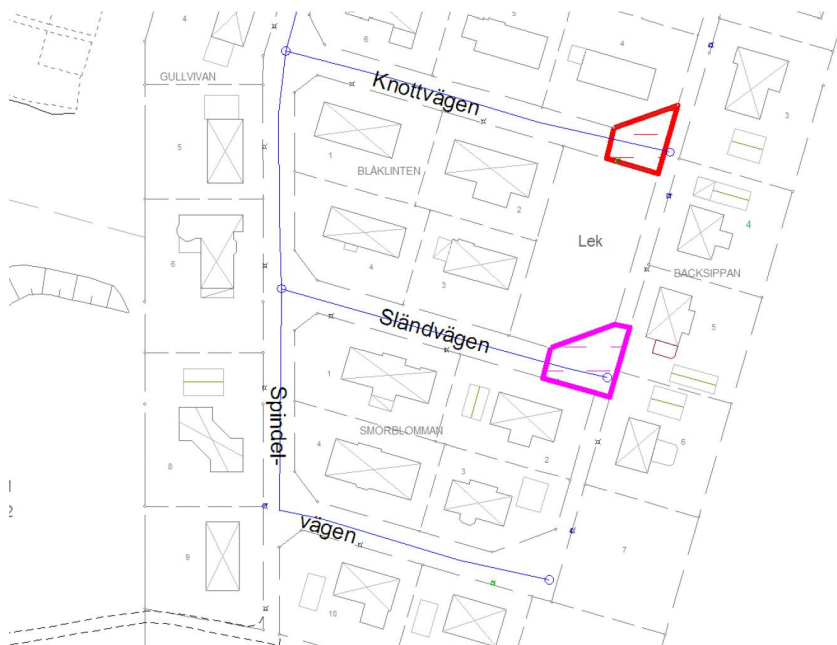 4
6
5
4
GULLVIVAN
Knottvägen
3
5
1
BLÅKLINTEN
2
4
Lek
6
4
3
BACKSIPPAN
5
Sländvägen
1
Spindel-
SMÖRBLOMMAN
2
6
8
4
3
2
vägen
7
9
10